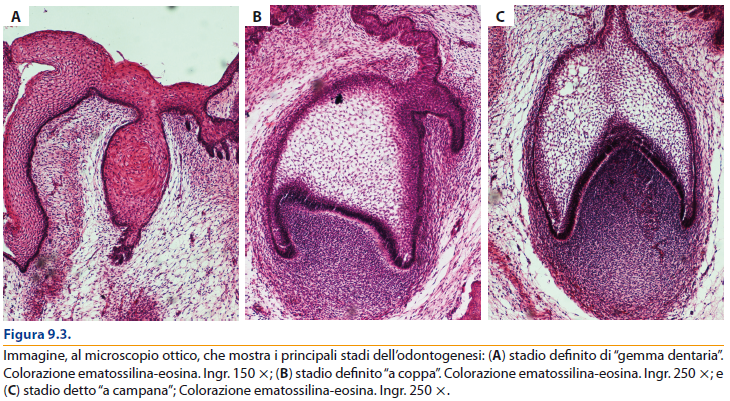 A
B
C
Figura 9.3.
Immagine, al microscopio ottico, che mostra i principali stadi dell'odontogenesi: (A) stadio definito di “gemma dentaria”.
Colorazione ematossilina-eosina. Ingr. 150 ×; (B) stadio definito “a coppa”. Colorazione ematossilina-eosina. Ingr. 250 ×; e
(C) stadio detto “a campana”; Colorazione ematossilina-eosina. Ingr. 250 ×.